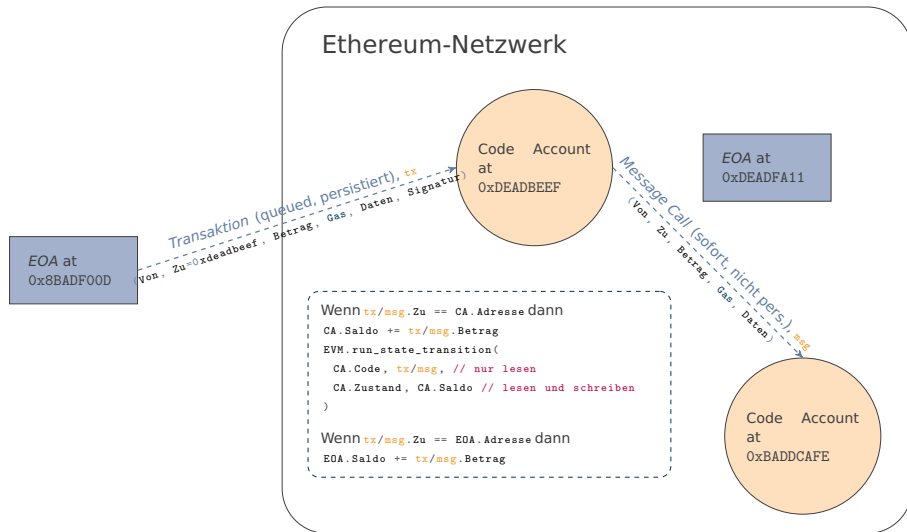 Ethereum-Netzwerk
EOA at
0x8BADF00D
Transaktion (queued, persistiert), tx
(Von, Zu=0xdeadbeef, Betrag, Gas, Daten, Signatur)
Code Account
at
0xDEADBEEF
EOA at
0xDEADFA11
Message Call (sofort, nicht pers.), msg
(Von, Zu, Betrag, Gas, Daten)
Wenn tx/msg.Zu == CA.Adresse dann
CA.Saldo += tx/msg.Betrag
EVM.run_state_transition(
CA.Code, tx/msg, // nur lesen
CA.Zustand, CA.Saldo // lesen und schreiben
)
Wenn tx/msg.Zu == EOA.Adresse dann
EOA.Saldo += tx/msg.Betrag
Code Account
at
0xBADDCAFE